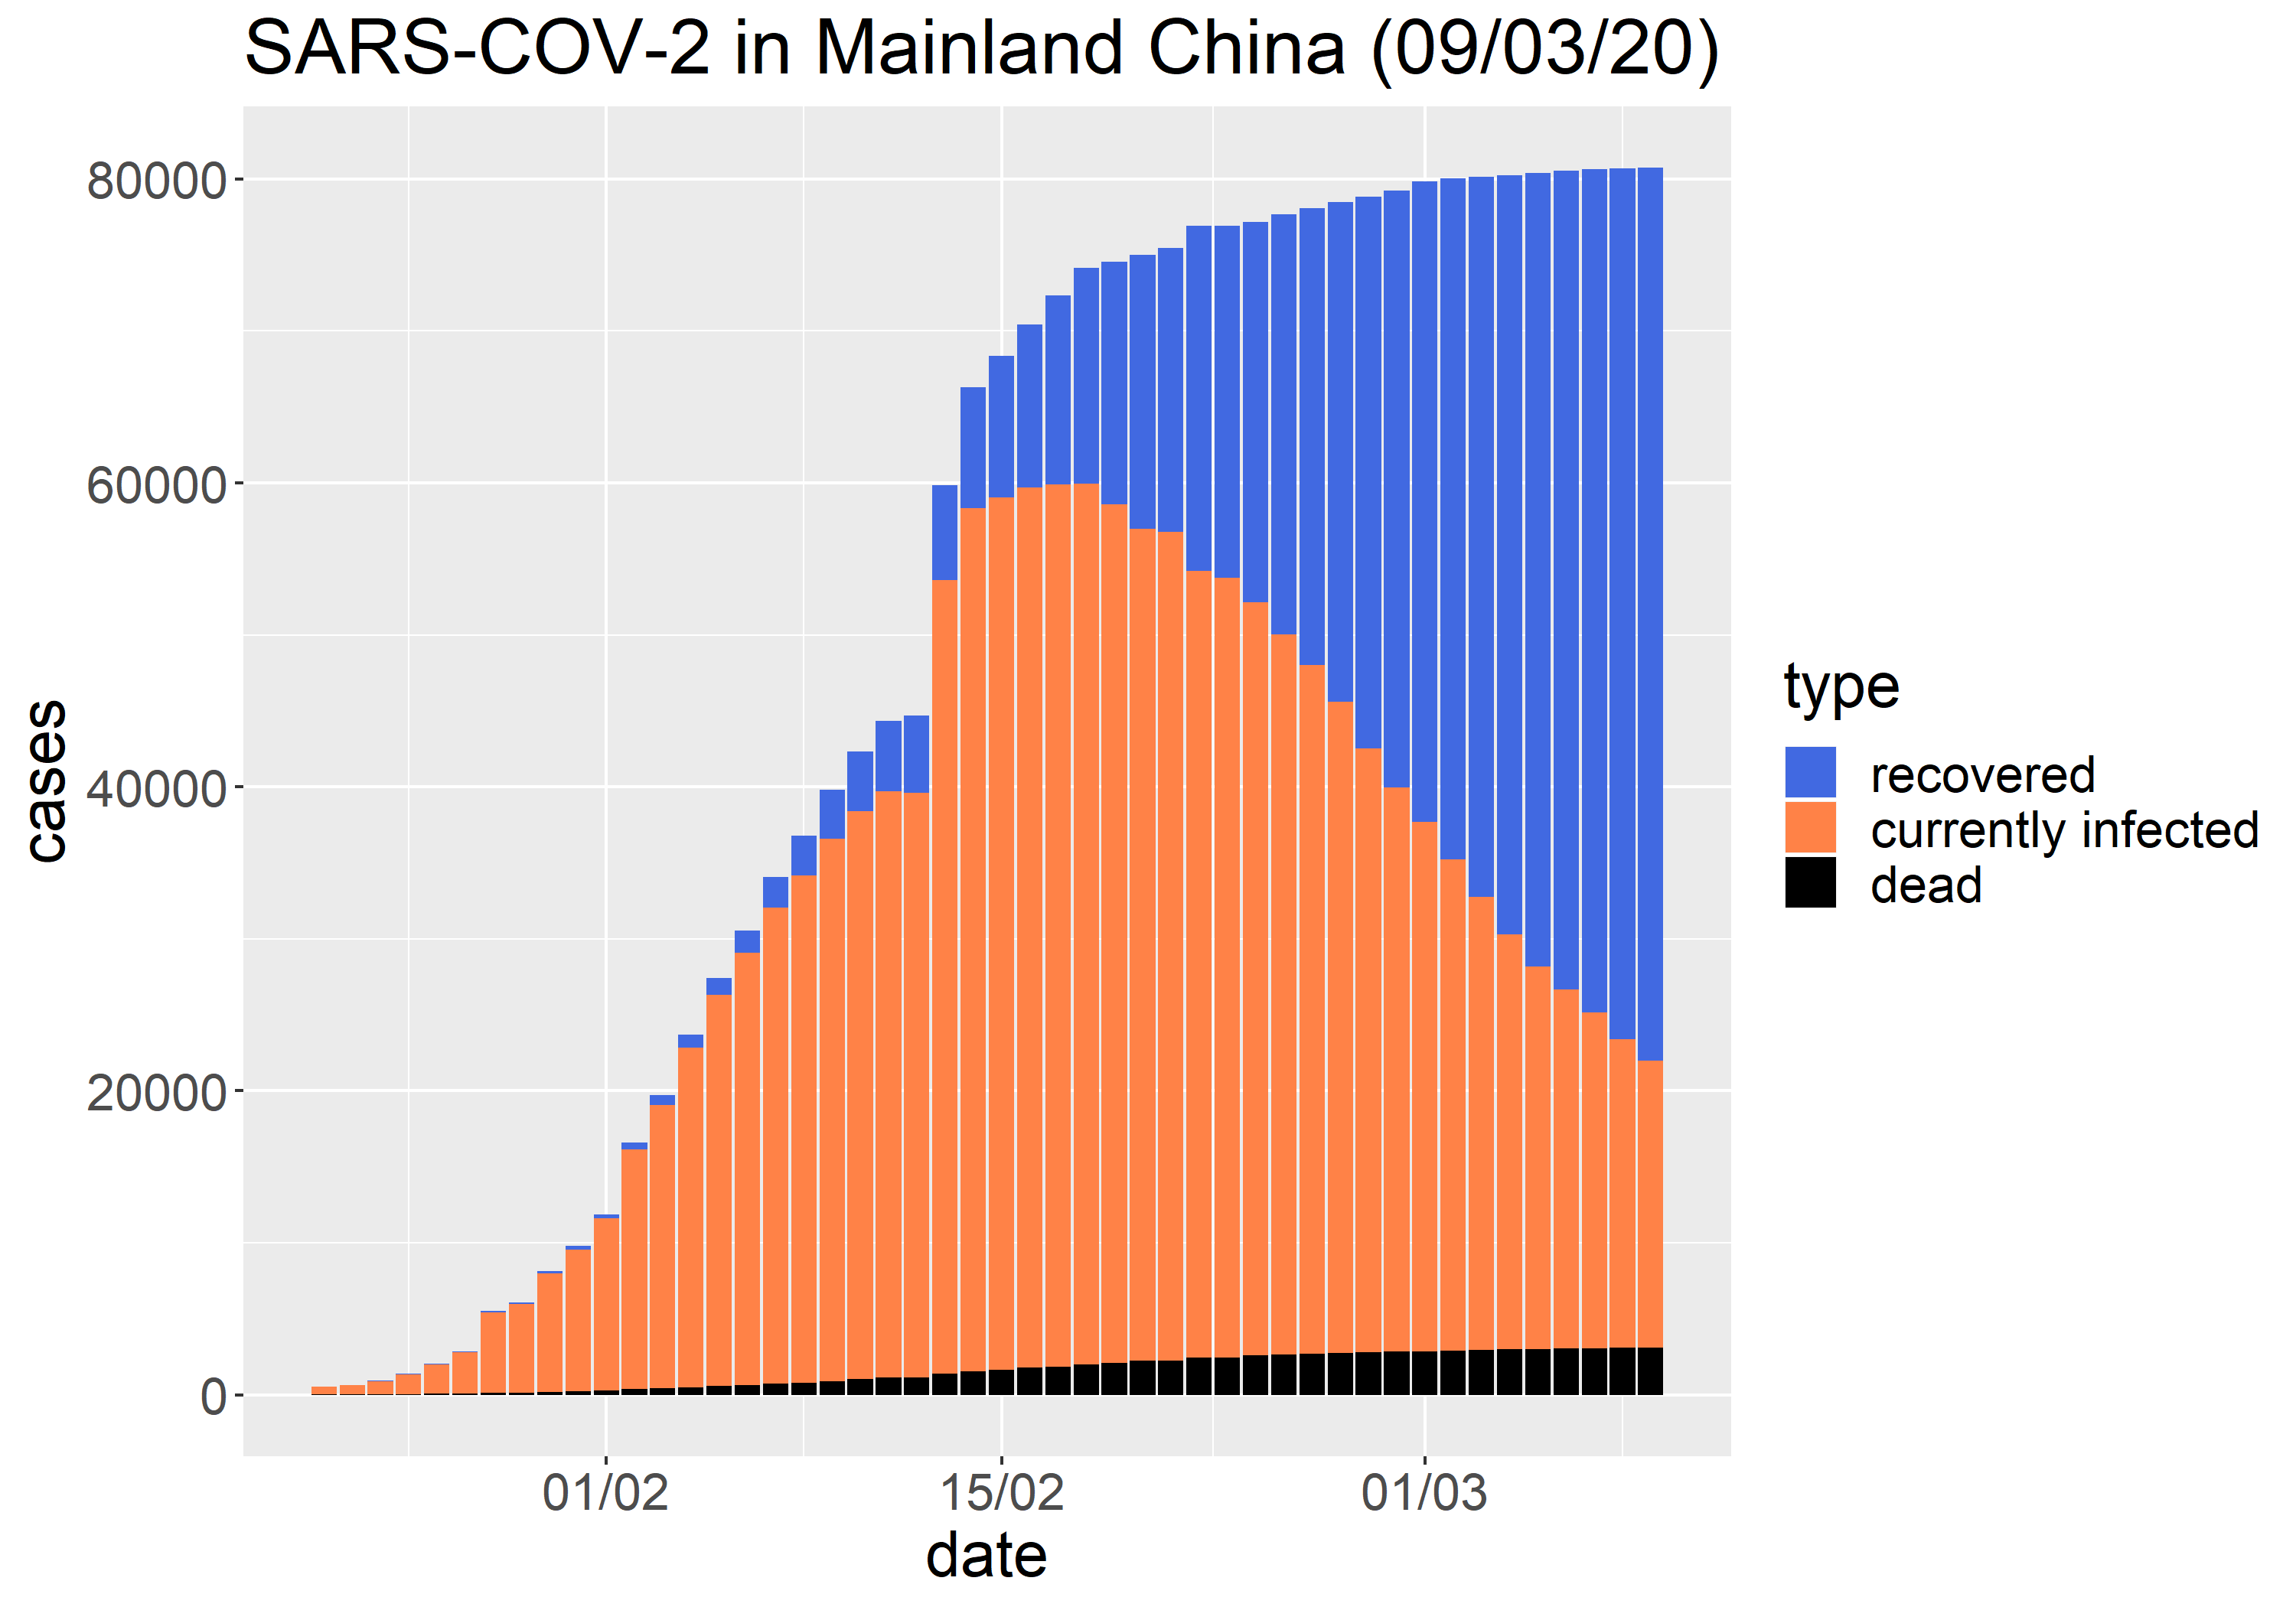 SARS-COV-2 in Mainland China (09/03/20)
80000
60000
40000
20000
0
cases
01/02
15/02
01/03
date
type
recovered
currently infected
dead